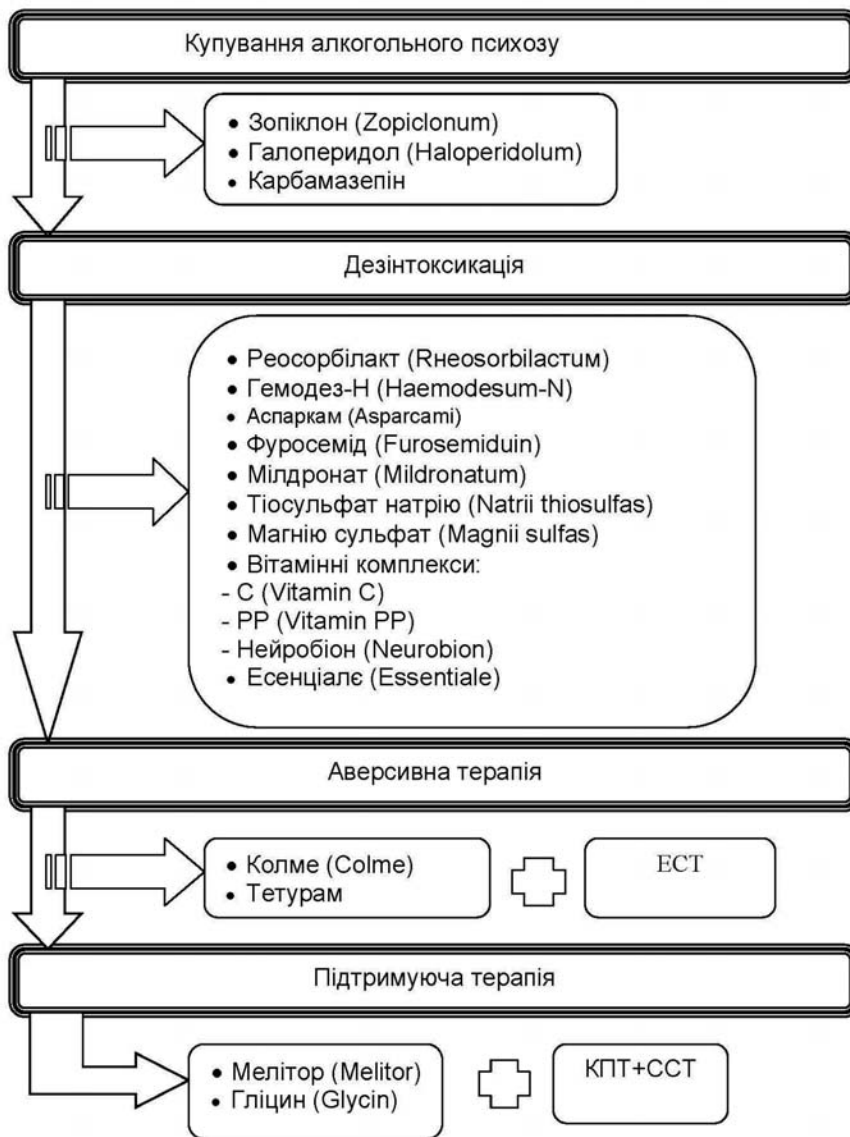 Купування алкогольного психозу
• Зопіклон (Zopiclonum)
• Галоперидол (Haloperidolum)
• Карбамазепін
Дезінтоксикація
• Реосорбілакт (Rнеosorbilactuм)
• Гемодез-Н (Haemodesum-N)
• Аспаркам (Asparcami)
• Фуросемід (Furosemiduin)
• Мілдронат (Mildronatum)
• Тіосульфат натрію (Natrii thiosulfas)
• Магнію сульфат (Magnii sulfas)
• Вітамінні комплекси:
- С (Vitamin C)
- РР (Vitamin PP)
- Нейробіон (Neurobion)
• Есенціалє (Essentiale)
Аверсивна терапія
• Колме (Colme)
• Тетурам
ЕСТ
Підтримуюча терапія
• Мелітор (Melitor)
• Гліцин (Glycin)
КПТ+ССТ